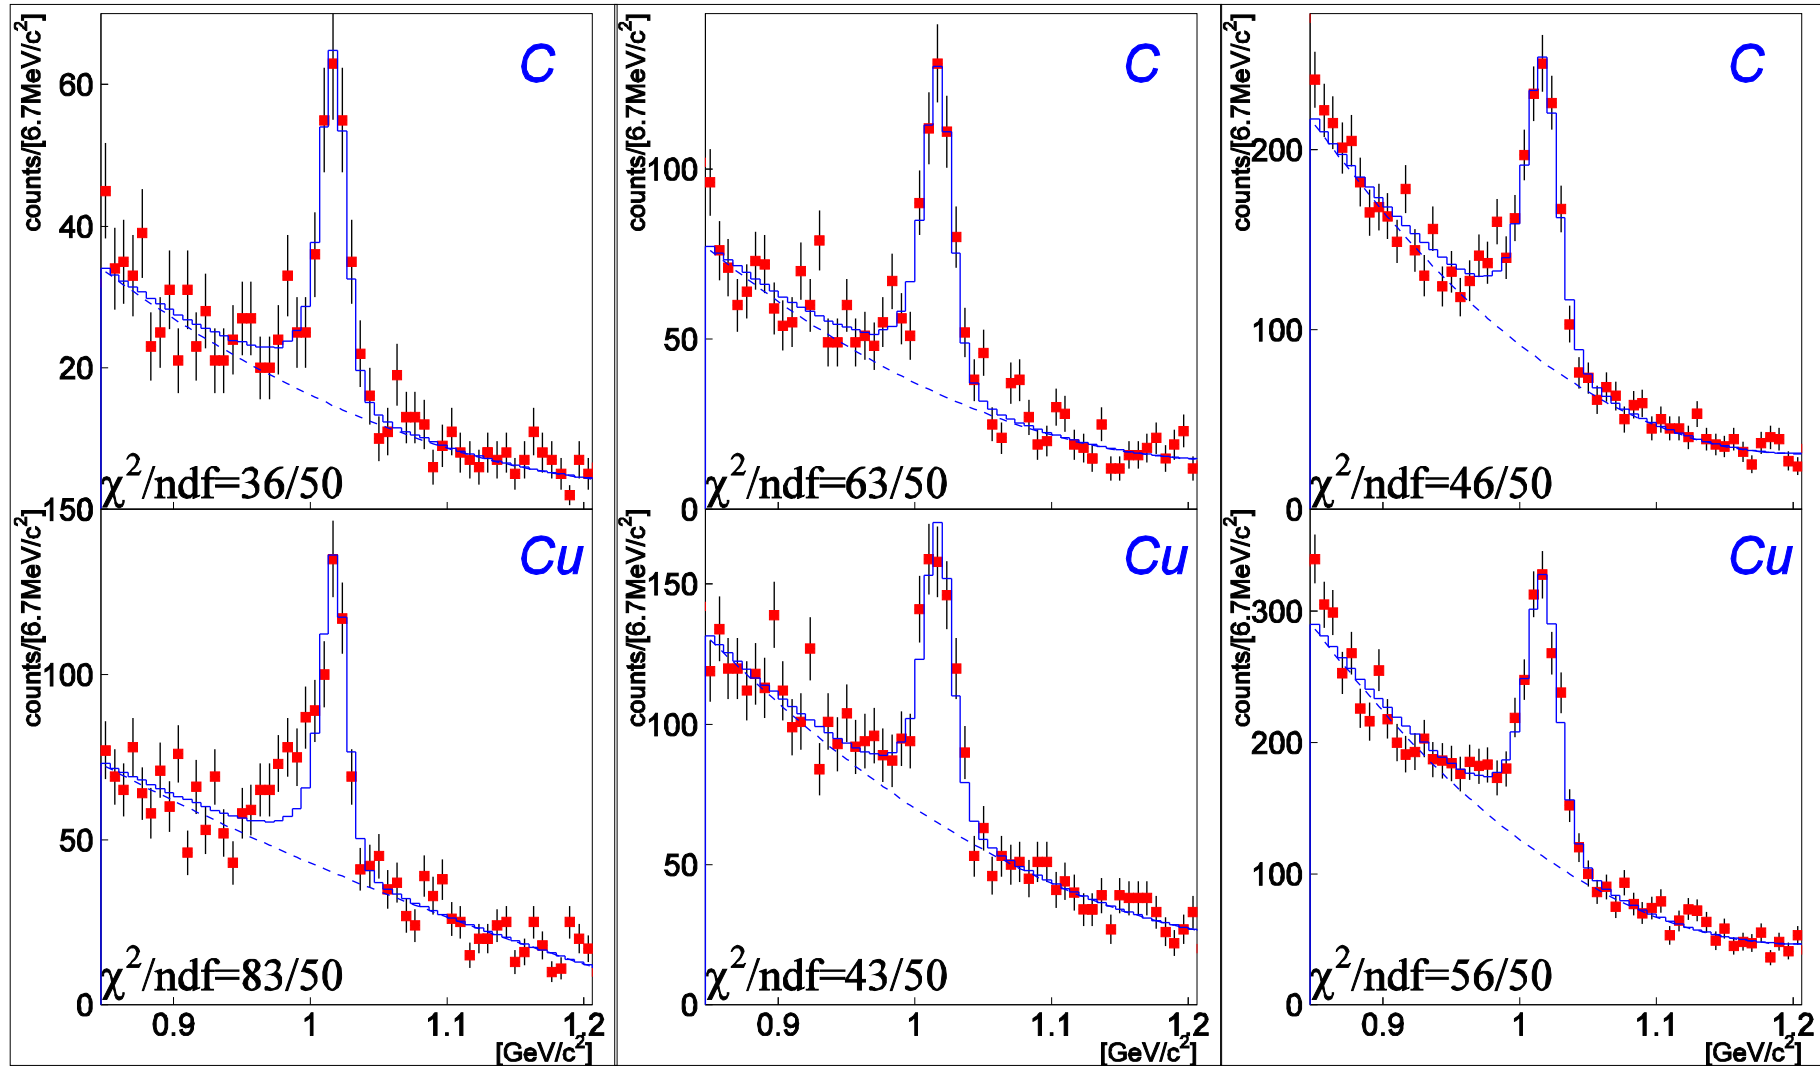 counts/[6.7MeV/c²]
60
40
20
C
χ²/ndf=36/50
counts/[6.7MeV/c²]
100
50
0
C
χ²/ndf=63/50
counts/[6.7MeV/c²]
200
100
0
C
χ²/ndf=46/50
counts/[6.7MeV/c²]
150
100
50
0
Cu
χ²/ndf=83/50
0.9 1 1.1 1.2
[GeV/c²]
counts/[6.7MeV/c²]
150
100
50
0
Cu
χ²/ndf=43/50
0.9 1 1.1 1.2
[GeV/c²]
counts/[6.7MeV/c²]
300
200
100
0
Cu
χ²/ndf=56/50
0.9 1 1.1 1.2
[GeV/c²]